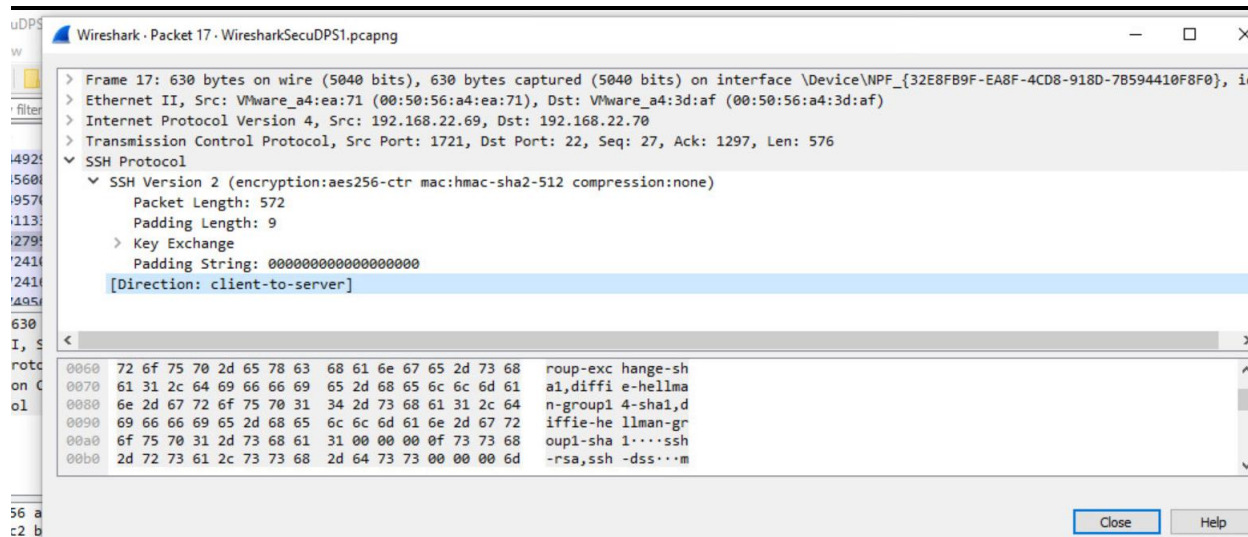 uDPS
Wireshark · Packet 17 · WiresharkSecuDPS1.pcapng
w
filter
> Frame 17: 630 bytes on wire (5040 bits), 630 bytes captured (5040 bits) on interface \Device\NPF_{32E8FB9F-EA8F-4CD8-918D-7B594410F8F0}, i
> Ethernet II, Src: VMware_a4:ea:71 (00:50:56:a4:ea:71), Dst: VMware_a4:3d:af (00:50:56:a4:3d:af)
> Internet Protocol Version 4, Src: 192.168.22.69, Dst: 192.168.22.70
> Transmission Control Protocol, Src Port: 1721, Dst Port: 22, Seq: 27, Ack: 1297, Len: 576
SSH Protocol
SSH Version 2 (encryption:aes256-ctr mac:hmac-sha2-512 compression:none)
Packet Length: 572
Padding Length: 9
> Key Exchange
Padding String: 000000000000000000
[Direction: client-to-server]
630
I, S
roto
on C
ol
0060 72 6f 75 70 2d 65 78 63 68 61 6e 67 65 2d 73 68 roup-exc hange-sh
0070 61 31 2c 64 69 66 66 69 65 2d 68 65 6c 6c 6d 61 a1,diffi e-hellma
0080 6e 2d 67 72 6f 75 70 31 34 2d 73 68 61 31 2c 64 n-group1 4-sha1,d
0090 69 66 66 69 65 2d 68 65 6c 6c 6d 61 6e 2d 67 72 iffie-he llman-gr
00a0 6f 75 70 31 2d 73 68 61 31 00 00 00 0f 73 73 68 oup1-sha 1····ssh
00b0 2d 72 73 61 2c 73 73 68 2d 64 73 73 00 00 00 6d -rsa,ssh -dss···m
56 a
c2 b
Close Help